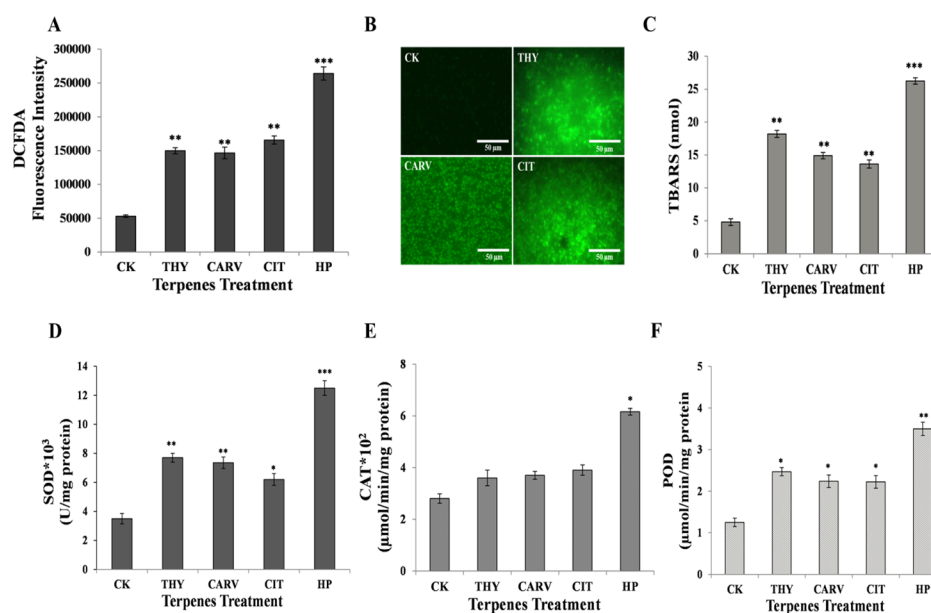 A
300000
250000
200000
150000
100000
50000
0
DCFDA
Fluorescence Intensity
** ** ** ***
CK THY CARV CIT HP
Terpenes Treatment
B
CK THY
50 μm 50 μm
CARV CIT
50 μm 50 μm
C
30
25
20
15
10
5
0
TBARS (nmol)
** ** ** ***
CK THY CARV CIT HP
Terpenes Treatment
D
14
12
10
8
6
4
2
0
SOD*10³
(U/mg protein)
** ** * ***
CK THY CARV CIT HP
Terpenes Treatment
E
8
6
4
2
0
CAT*10²
(μmol/min/mg protein)
*
CK THY CARV CIT HP
Terpenes Treatment
F
5
4
3
2
1
0
POD
(μmol/min/mg protein
* * * **
CK THY CARV CIT HP
Terpenes Treatment